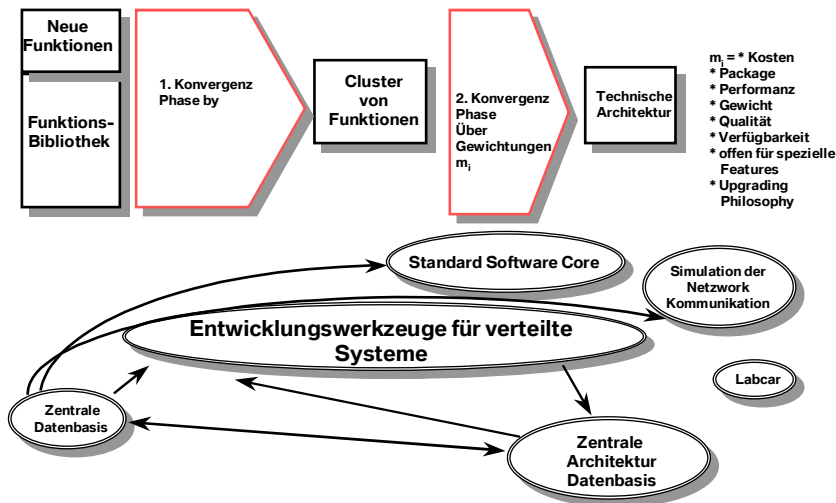 Neue
Funktionen
Funktions-
Bibliothek
1. Konvergenz
Phase by
Cluster
von
Funktionen
2. Konvergenz
Phase
Über
Gewichtungen
mi
Technische
Architektur
mi = * Kosten
* Package
* Performanz
* Gewicht
* Qualität
* Verfügbarkeit
* offen für spezielle
Features
* Upgrading
Philosophy
Standard Software Core
Simulation der
Netzwork
Kommunikation
Entwicklungswerkzeuge für verteilte
Systeme
Labcar
Zentrale
Datenbasis
Zentrale
Architektur
Datenbasis